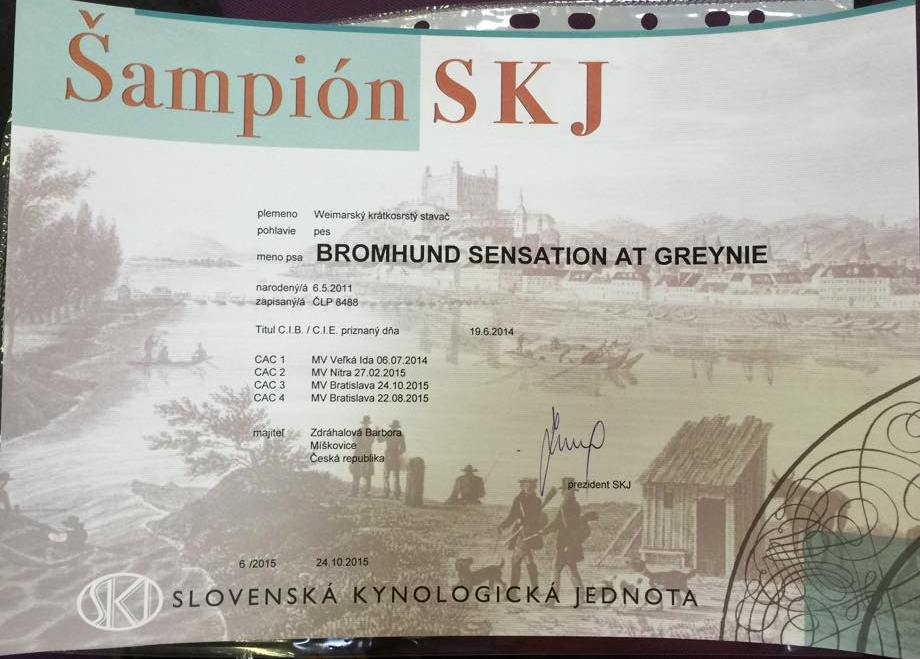 Šampión SKJ
plemeno Weimarský krátkosrstý stavač
pohlavie pes
meno psa BROMHUND SENSATION AT GREYNIE
narodený/á 6.5.2011
zapísaný/á ČLP 8488
Titul C.I.B. / C.I.E. priznaný dňa 19.6.2014
CAC 1 MV Veľká Ida 06.07.2014
CAC 2 MV Nitra 27.02.2015
CAC 3 MV Bratislava 24.10.2015
CAC 4 MV Bratislava 22.08.2015
majiteľ Zdráhalová Barbora
Míškovice
Česká republika
prezident SKJ
6 /2015 24.10.2015
SKJ SLOVENSKÁ KYNOLOGICKÁ JEDNOTA